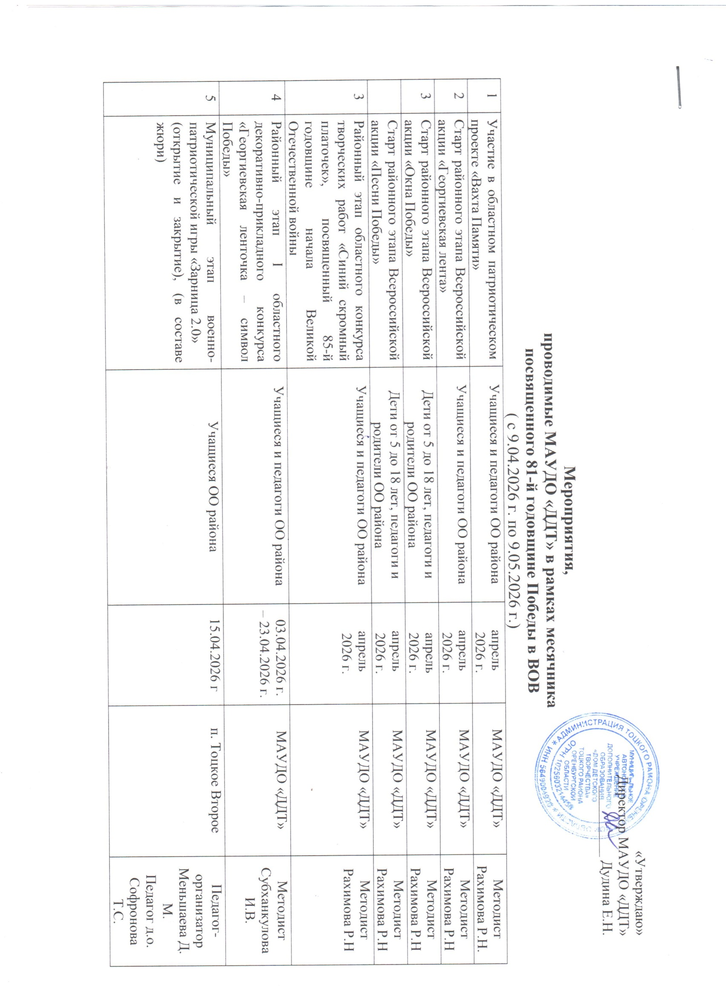 «Утверждаю»
Директор МАУДО «ДДТ»
Дудина Е.Н.
АДМИНИСТРАЦИЯ ТОЦКОГО РАЙОНА
ИНН 5649004920
ОГРН
МУНИЦИПАЛЬНОЕ
АВТОНОМНОЕ
УЧРЕЖДЕНИЕ
ДОПОЛНИТЕЛЬНОГО
ОБРАЗОВАНИЯ
«ДОМ ДЕТСКОГО
ТВОРЧЕСТВА»
ТОЦКОГО РАЙОНА
ОРЕНБУРГСКОЙ
ОБЛАСТИ
Мероприятия,
проводимые МАУДО «ДДТ» в рамках месячника
посвященного 81-й годовщине Победы в ВОВ
( с 9.04.2026 г. по 9.05.2026 г.)
1
Участие в областном патриотическом
проекте «Вахта Памяти»
Учащиеся и педагоги ОО района
апрель
2026 г.
МАУДО «ДДТ»
Методист
Рахимова Р.Н.
2
Старт районного этапа Всероссийской
акции «Георгиевская лента»
Учащиеся и педагоги ОО района
апрель
2026 г.
МАУДО «ДДТ»
Методист
Рахимова Р.Н
3
Старт районного этапа Всероссийской
акции «Окна Победы»
Дети от 5 до 18 лет, педагоги и
родители ОО района
апрель
2026 г.
МАУДО «ДДТ»
Методист
Рахимова Р.Н
Старт районного этапа Всероссийской
акции «Песни Победы»
Дети от 5 до 18 лет, педагоги и
родители ОО района
апрель
2026 г.
МАУДО «ДДТ»
Методист
Рахимова Р.Н
3
Районный этап областного конкурса
творческих работ «Синий скромный
платочек», посвященный 85-й
годовщине начала Великой
Отечественной войны
Учащиеся и педагоги ОО района
апрель
2026 г.
МАУДО «ДДТ»
Методист
Рахимова Р.Н
4
Районный этап I областного
декоративно-прикладного конкурса
«Георгиевская ленточка – символ
Победы»
Учащиеся и педагоги ОО района
03.04.2026 г.
– 23.04.2026 г.
МАУДО «ДДТ»
Методист
Субханкулова
И.В.
5
Муниципальный этап военно-
патриотической игры «Зарница 2.0»
(открытие и закрытие), (в составе
жюри)
Учащиеся ОО района
15.04.2026 г
п. Тоцкое Второе
Педагог-
организатор
Меньшаева Д.
М.
Педагог д.о.
Софронова
Т.С.